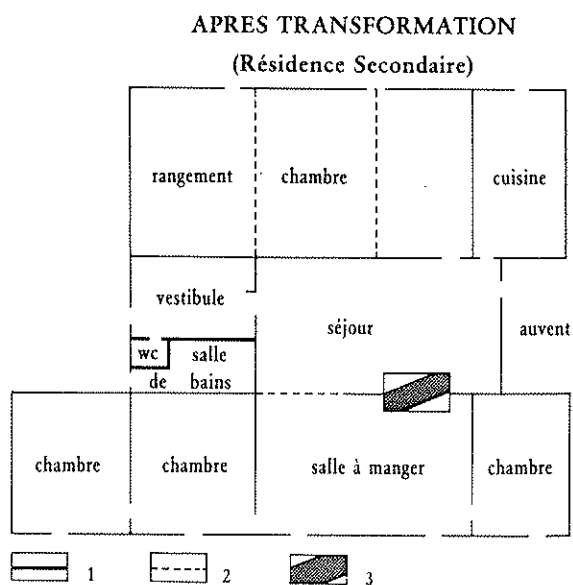 APRES TRANSFORMATION
(Résidence Secondaire)
rangement
chambre
cuisine
vestibule
séjour
auvent
wc
salle
de bains
chambre
chambre
salle à manger
chambre
1
2
3